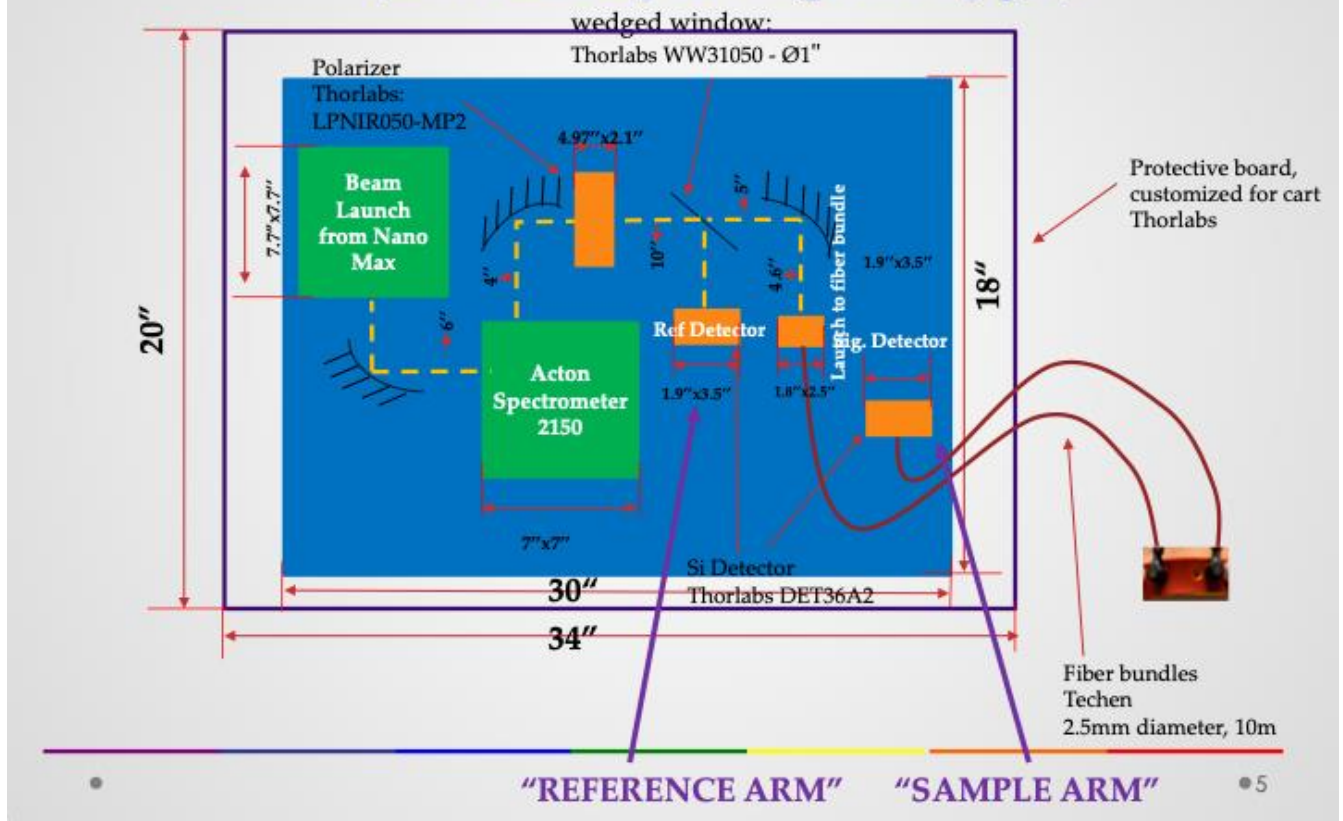 wedged window:
Thorlabs WW31050 - Ø1"
Polarizer
Thorlabs:
LPNIR050-MP2
4.97”x2.1”
Beam
Launch
from Nano
Max
7.7”x7.7”
5”
10”
4”
4.6”
6”
Launch to fiber bundle
1.9”x3.5”
Protective board,
customized for cart
Thorlabs
20”
18“
Ref Detector
Sig. Detector
Acton
Spectrometer
2150
1.9”x3.5”
1.8”x2.5”
7”x7”
Si Detector
Thorlabs DET36A2
30“
34”
Fiber bundles
Techen
2.5mm diameter, 10m
“REFERENCE ARM”
“SAMPLE ARM”
5